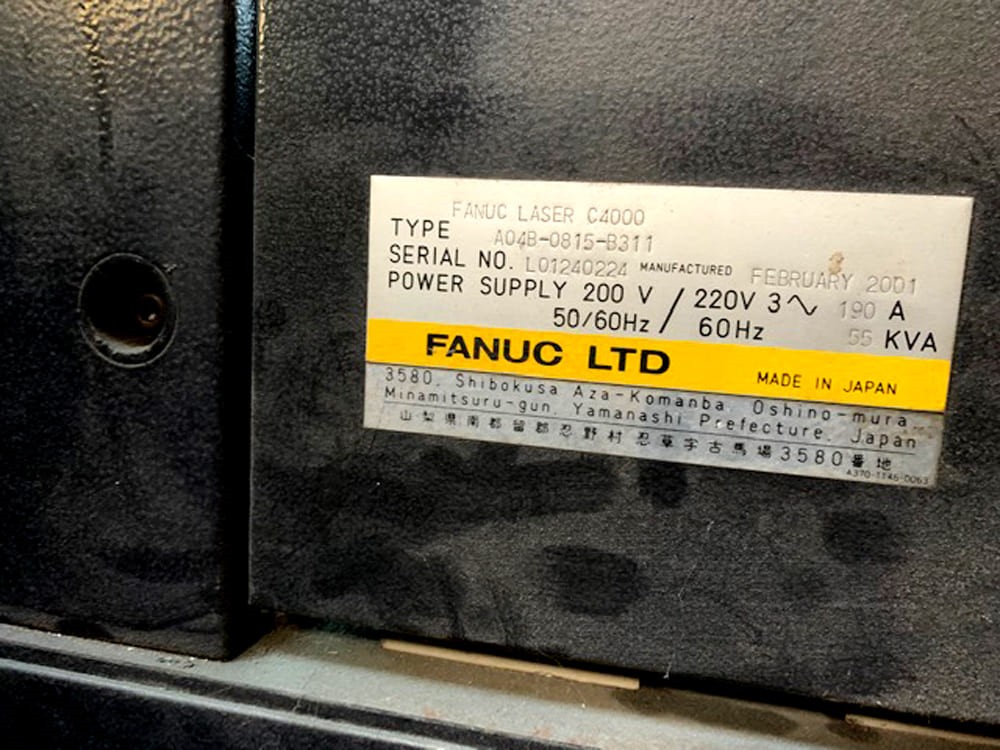 FANUC LASER C4000
TYPE A04B-0815-B311
SERIAL NO. L01240224 MANUFACTURED FEBRUARY 2001
POWER SUPPLY 200 V / 220V 3∿ 190 A
50/60Hz / 60Hz 55 KVA
FANUC LTD MADE IN JAPAN
3580, Shibokusa Aza-Komanba Oshino-mura
Minamitsuru-gun, Yamanashi Prefecture, Japan
山梨県南都留郡忍野村忍草字古馬場3580番地
A370-1146-0063